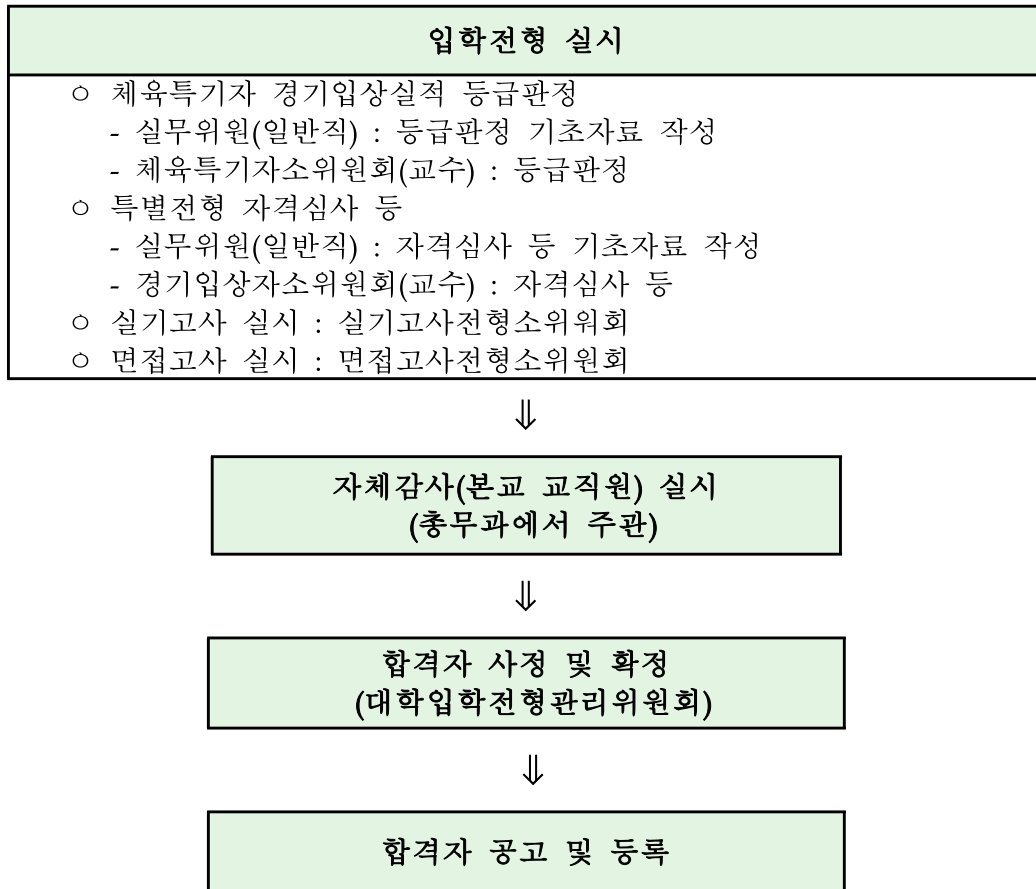 입학전형 실시
○ 체육특기자 경기입상실적 등급판정
- 실무위원(일반직) : 등급판정 기초자료 작성
- 체육특기자소위원회(교수) : 등급판정
○ 특별전형 자격심사 등
- 실무위원(일반직) : 자격심사 등 기초자료 작성
- 경기입상자소위원회(교수) : 자격심사 등
○ 실기고사 실시 : 실기고사전형소위워회
○ 면접고사 실시 : 면접고사전형소위원회
⇓
자체감사(본교 교직원) 실시
(총무과에서 주관)
⇓
합격자 사정 및 확정
(대학입학전형관리위원회)
⇓
합격자 공고 및 등록